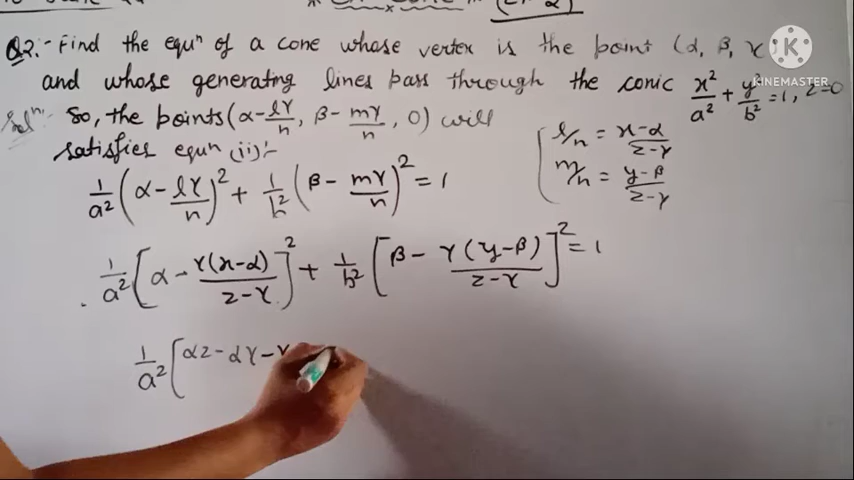 Q2:- Find the equⁿ of a cone whose vertex is the point (α, β, γ
and whose generating lines pass through the conic x²/a² + y²/b² = 1, z=0
Solⁿ:- So, the points (α - lγ/n, β - mγ/n, 0) will
satisfies equⁿ (ii):-
l/n = x-α/z-γ
m/n = y-β/z-γ
1/a² (α - lγ/n)² + 1/b² (β - mγ/n)² = 1
1/a² [α - γ(x-α)/z-γ]² + 1/b² [β - γ(y-β)/z-γ]² = 1
1/a² [αz - αγ - γ
KINEMASTER